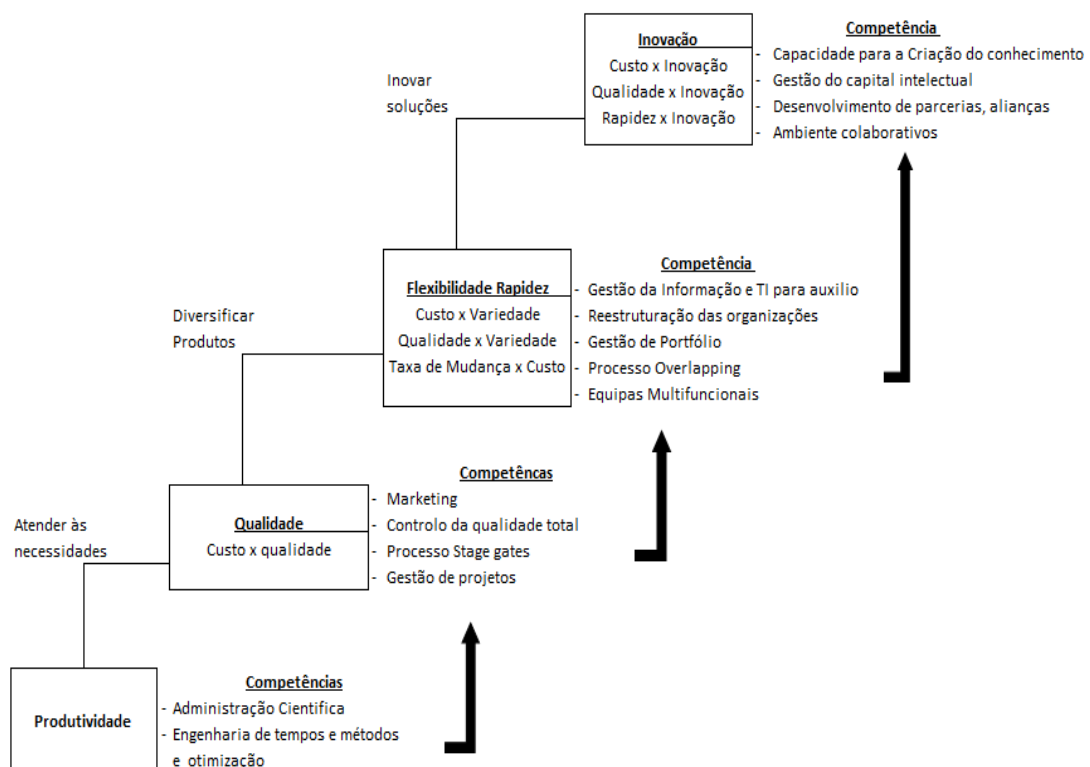 Inovação
Custo x Inovação
Qualidade x Inovação
Rapidez x Inovação
Competência
- Capacidade para a Criação do conhecimento
- Gestão do capital intelectual
- Desenvolvimento de parcerias, alianças
- Ambiente colaborativos
Inovar
soluções
Flexibilidade Rapidez
Custo x Variedade
Qualidade x Variedade
Taxa de Mudança x Custo
Competência
- Gestão da Informação e TI para auxilio
- Reestruturação das organizações
- Gestão de Portfólio
- Processo Overlapping
- Equipas Multifuncionais
Diversificar
Produtos
Qualidade
Custo x qualidade
Competêncas
- Marketing
- Controlo da qualidade total
- Processo Stage gates
- Gestão de projetos
Atender às
necessidades
Produtividade
Competências
- Administração Cientifica
- Engenharia de tempos e métodos
e otimização